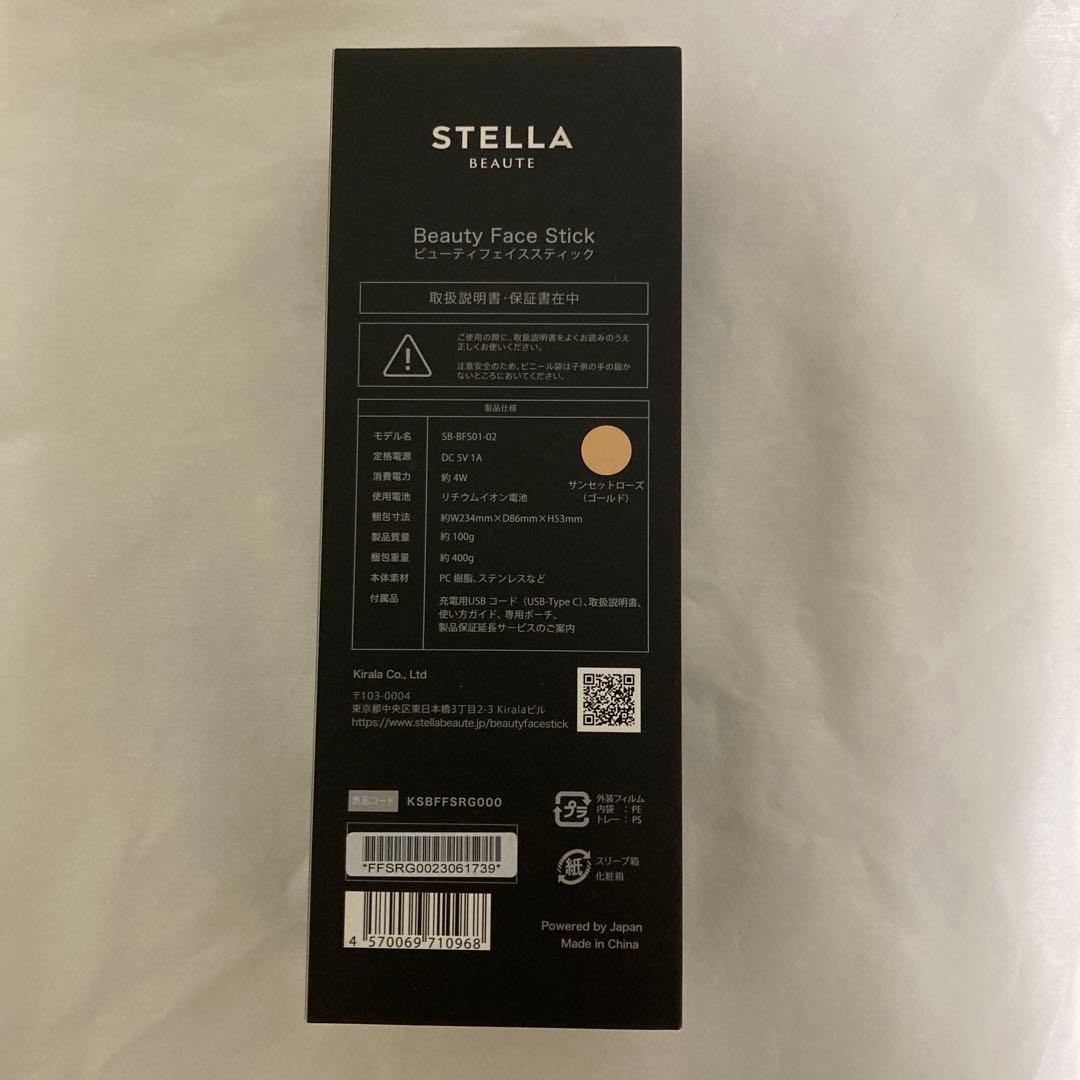 STELLA
BEAUTE
Beauty Face Stick
ビューティフェイススティック
取扱説明書・保証書在中
ご使用の際に、取扱説明書をよくお読みのうえ
正しくお使いください。
注意安全のため、ビニール袋は子供の手の届か
ないところにおいてください。
製品仕様
モデル名 SB-BFS01-02
定格電源 DC 5V 1A
消費電力 約 4W
使用電池 リチウムイオン電池
梱包寸法 約W234mm×D86mm×H53mm
製品質量 約 100g
梱包重量 約 400g
本体素材 PC 樹脂、ステンレスなど
付属品 充電用USB コード（USB-Type C）、取扱説明書、
使い方ガイド、専用ポーチ、
製品保証延長サービスのご案内
サンセットローズ
（ゴールド）
Kirala Co., Ltd
〒103-0004
東京都中央区東日本橋3丁目2-3 Kiralaビル
https://www.stellabeaute.jp/beautyfacestick
商品コード KSBFFSRG000
*FFSRG0023061739*
4 570069 710968
プラ
外装フィルム
内袋 : PE
トレー : PS
紙
スリーブ箱
化粧箱
Powered by Japan
Made in China